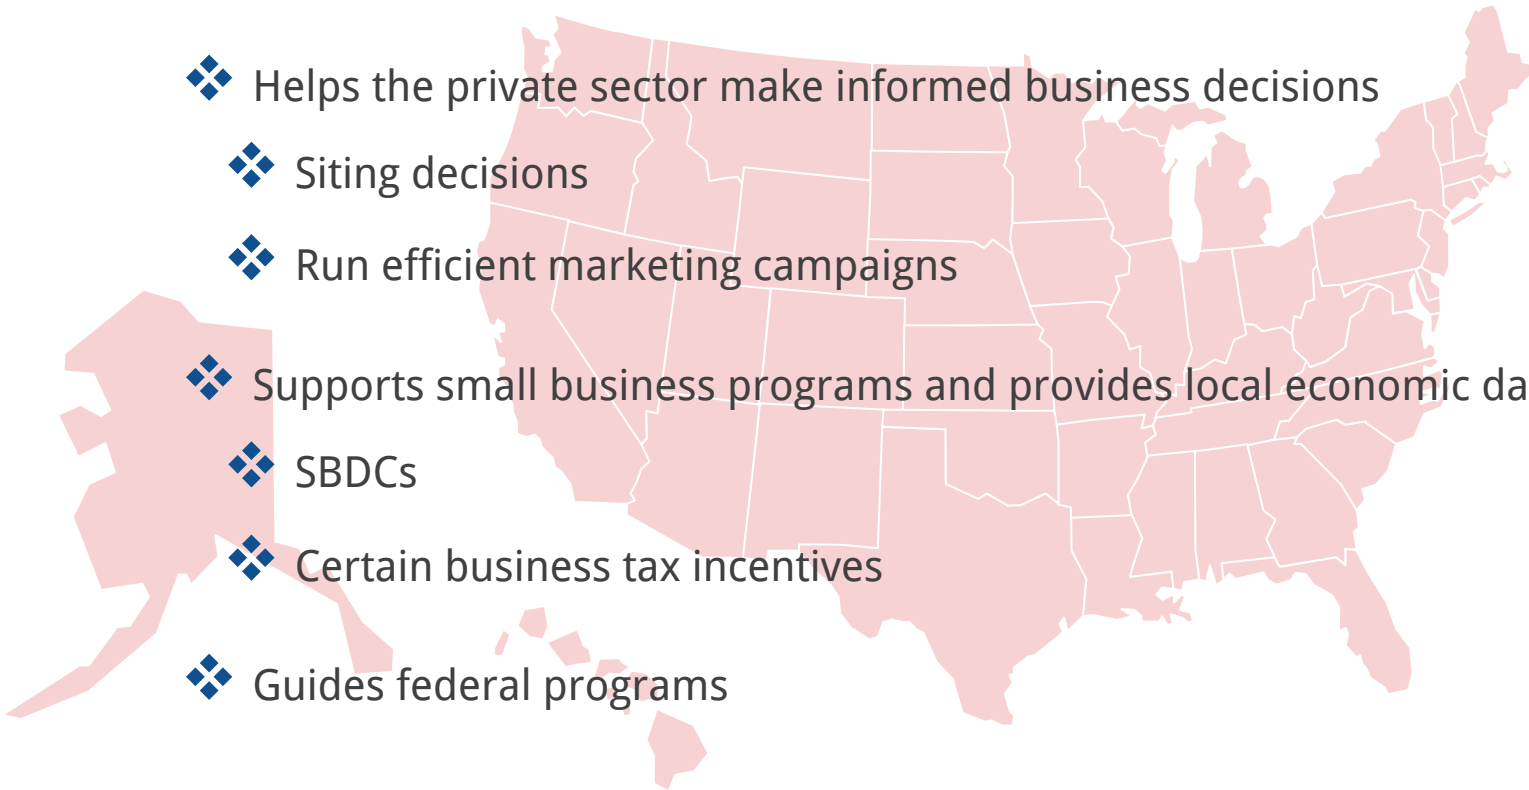 ❖ Helps the private sector make informed business decisions
❖ Siting decisions
❖ Run efficient marketing campaigns
❖ Supports small business programs and provides local economic da
❖ SBDCs
❖ Certain business tax incentives
❖ Guides federal programs